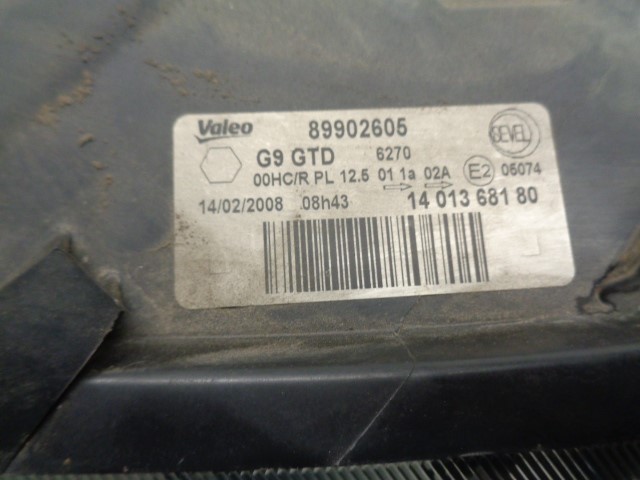 Valeo 89902605 SEVEL
G9 GTD 6270
00HC/R PL 12.5 01 1a 02A E2 05074
14/02/2008 08h43 14 013 681 80